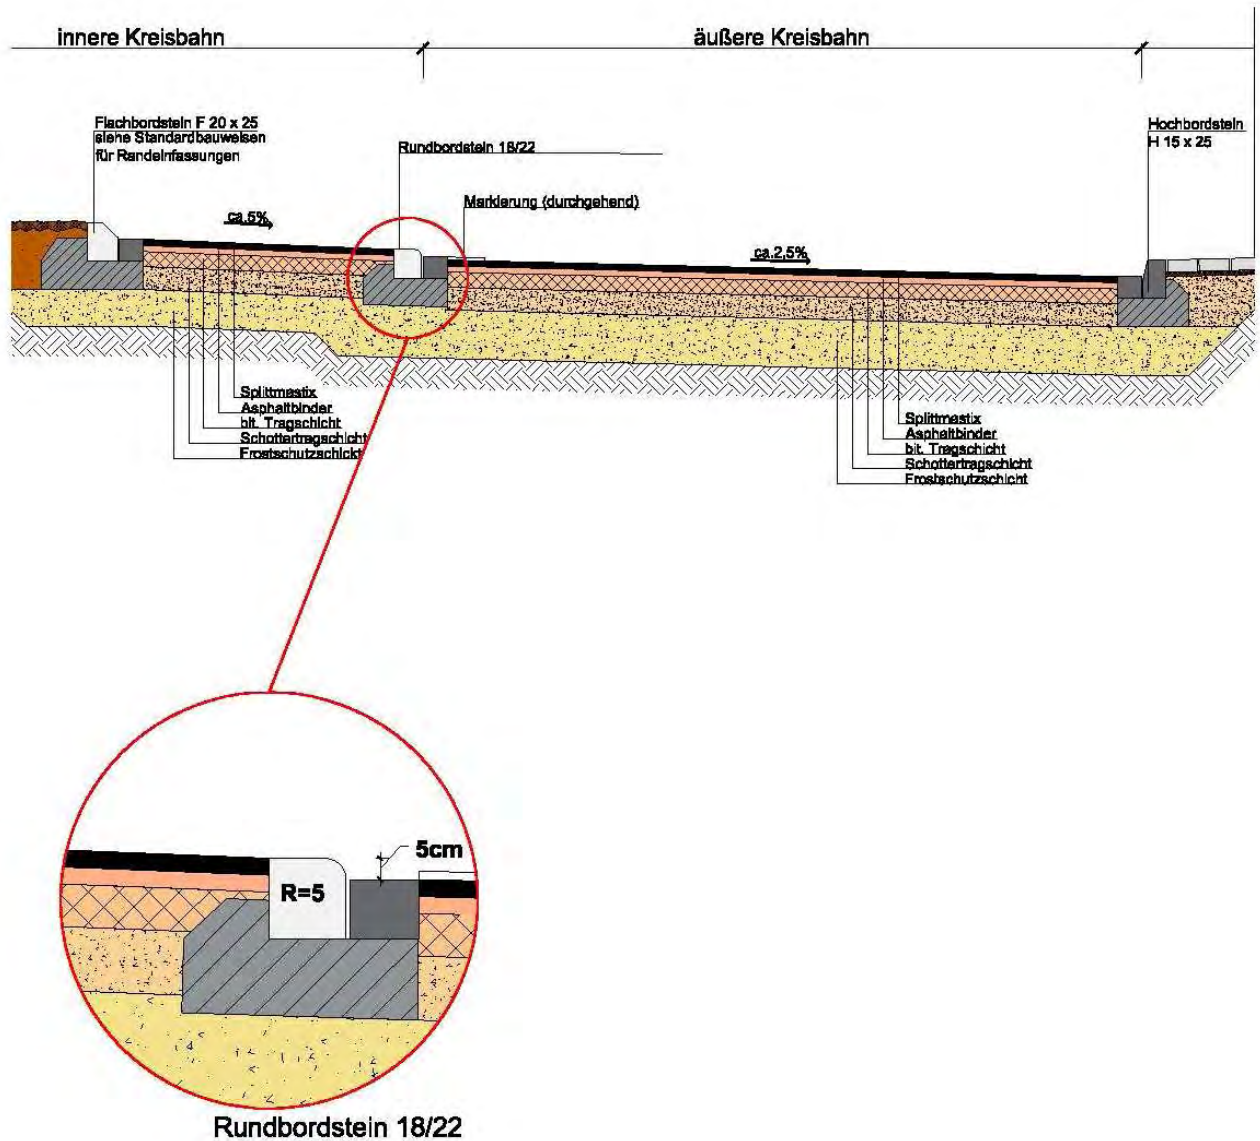 innere Kreisbahn
äußere Kreisbahn
Flachbordstein F 20 x 25
siehe Standardbauweisen
für Randeinfassungen
Rundbordstein 18/22
Hochbordstein
H 15 x 25
Markierung (durchgehend)
ca.5%
ca.2,5%
Splittmastix
Asphaltbinder
bit. Tragschicht
Schottertragschicht
Frostschutzschickt
Splittmastix
Asphaltbinder
bit. Tragschicht
Schottertragschicht
Frostschutzschicht
5cm
R=5
Rundbordstein 18/22